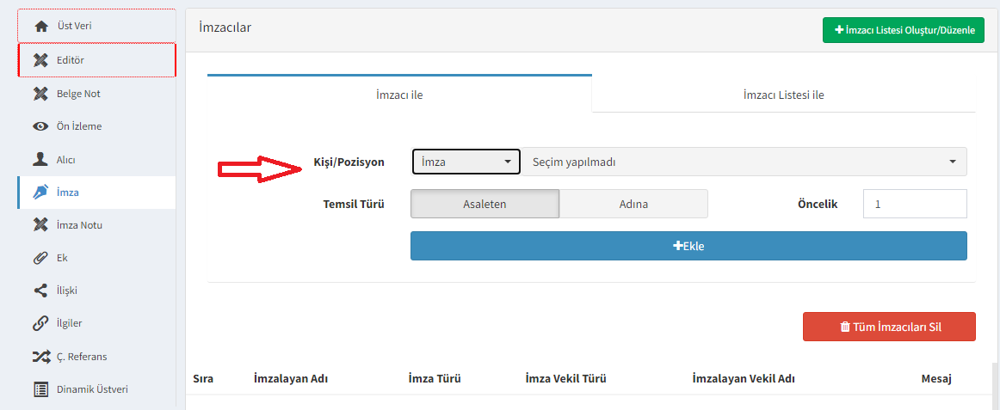 Üst Veri
Editör
Belge Not
Ön İzleme
Alıcı
İmza
İmza Notu
Ek
İlişki
İlgiler
Ç. Referans
Dinamik Üstveri
İmzacılar
İmzacı Listesi Oluştur/Düzenle
İmzacı ile
İmzacı Listesi ile
Kişi/Pozisyon İmza Seçim yapılmadı
Temsil Türü Asaleten Adına Öncelik 1
Ekle
Tüm İmzacıları Sil
Sıra İmzalayan Adı İmza Türü İmza Vekil Türü İmzalayan Vekil Adı Mesaj